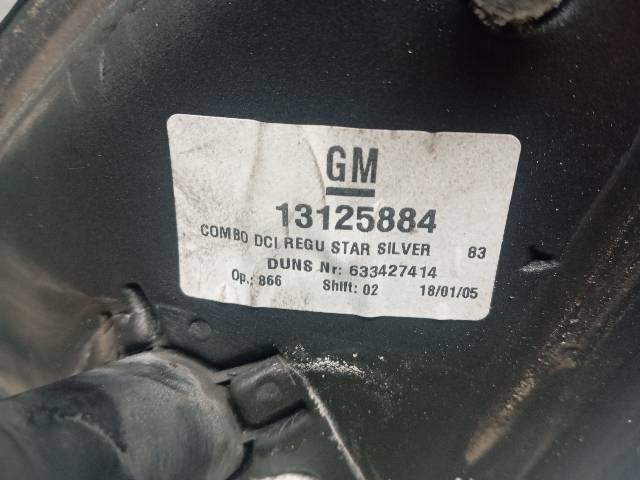 GM
13125884
COMBO DCI REGU STAR SILVER 83
DUNS Nr: 633427414
Op.: 866 Shift: 02 18/01/05